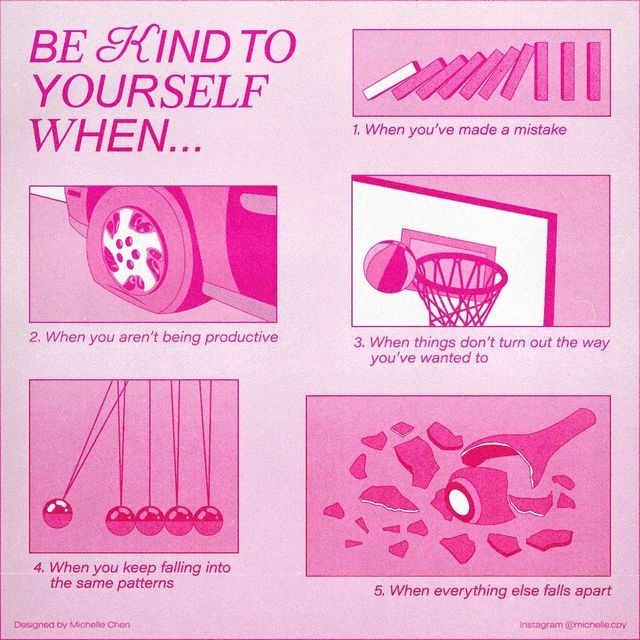 BE KIND TO
YOURSELF
WHEN...
1. When you've made a mistake
2. When you aren't being productive
3. When things don't turn out the way
you've wanted to
4. When you keep falling into
the same patterns
5. When everything else falls apart
Designed by Michelle Chen
Instagram @michelle.cpy